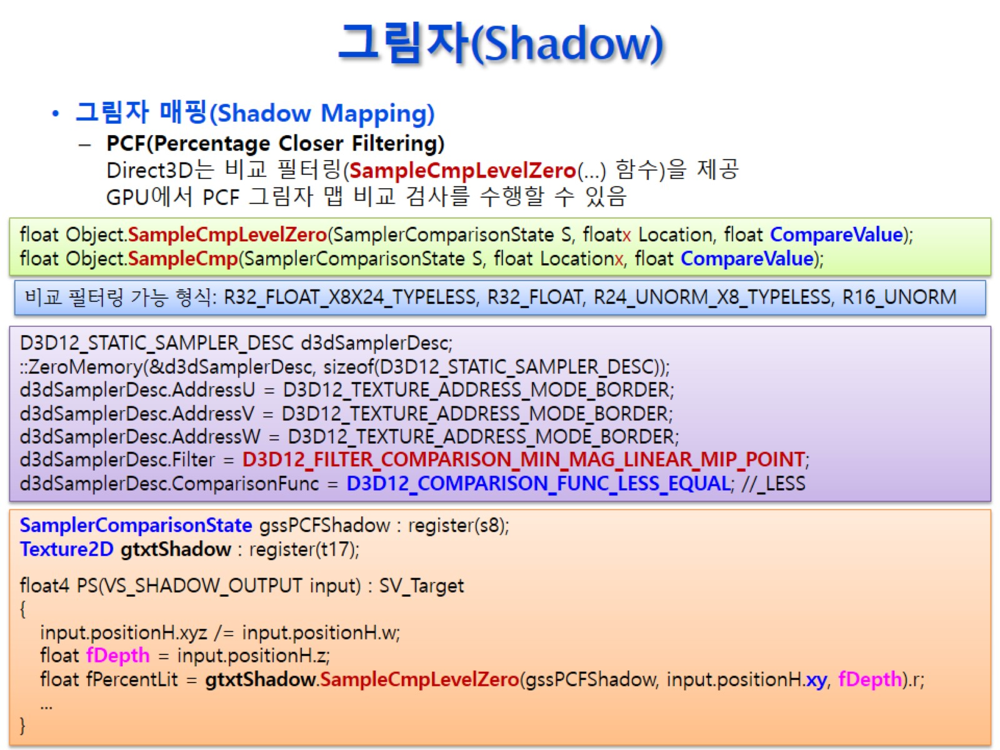 그림자(Shadow)
• 그림자 매핑(Shadow Mapping)
– PCF(Percentage Closer Filtering)
Direct3D는 비교 필터링(SampleCmpLevelZero(...) 함수)을 제공
GPU에서 PCF 그림자 맵 비교 검사를 수행할 수 있음
float Object.SampleCmpLevelZero(SamplerComparisonState S, floatx Location, float CompareValue);
float Object.SampleCmp(SamplerComparisonState S, float Locationx, float CompareValue);
비교 필터링 가능 형식: R32_FLOAT_X8X24_TYPELESS, R32_FLOAT, R24_UNORM_X8_TYPELESS, R16_UNORM
D3D12_STATIC_SAMPLER_DESC d3dSamplerDesc;
::ZeroMemory(&d3dSamplerDesc, sizeof(D3D12_STATIC_SAMPLER_DESC));
d3dSamplerDesc.AddressU = D3D12_TEXTURE_ADDRESS_MODE_BORDER;
d3dSamplerDesc.AddressV = D3D12_TEXTURE_ADDRESS_MODE_BORDER;
d3dSamplerDesc.AddressW = D3D12_TEXTURE_ADDRESS_MODE_BORDER;
d3dSamplerDesc.Filter = D3D12_FILTER_COMPARISON_MIN_MAG_LINEAR_MIP_POINT;
d3dSamplerDesc.ComparisonFunc = D3D12_COMPARISON_FUNC_LESS_EQUAL; //_LESS
SamplerComparisonState gssPCFShadow : register(s8);
Texture2D gtxtShadow : register(t17);
float4 PS(VS_SHADOW_OUTPUT input) : SV_Target
{
input.positionH.xyz /= input.positionH.w;
float fDepth = input.positionH.z;
float fPercentLit = gtxtShadow.SampleCmpLevelZero(gssPCFShadow, input.positionH.xy, fDepth).r;
...
}